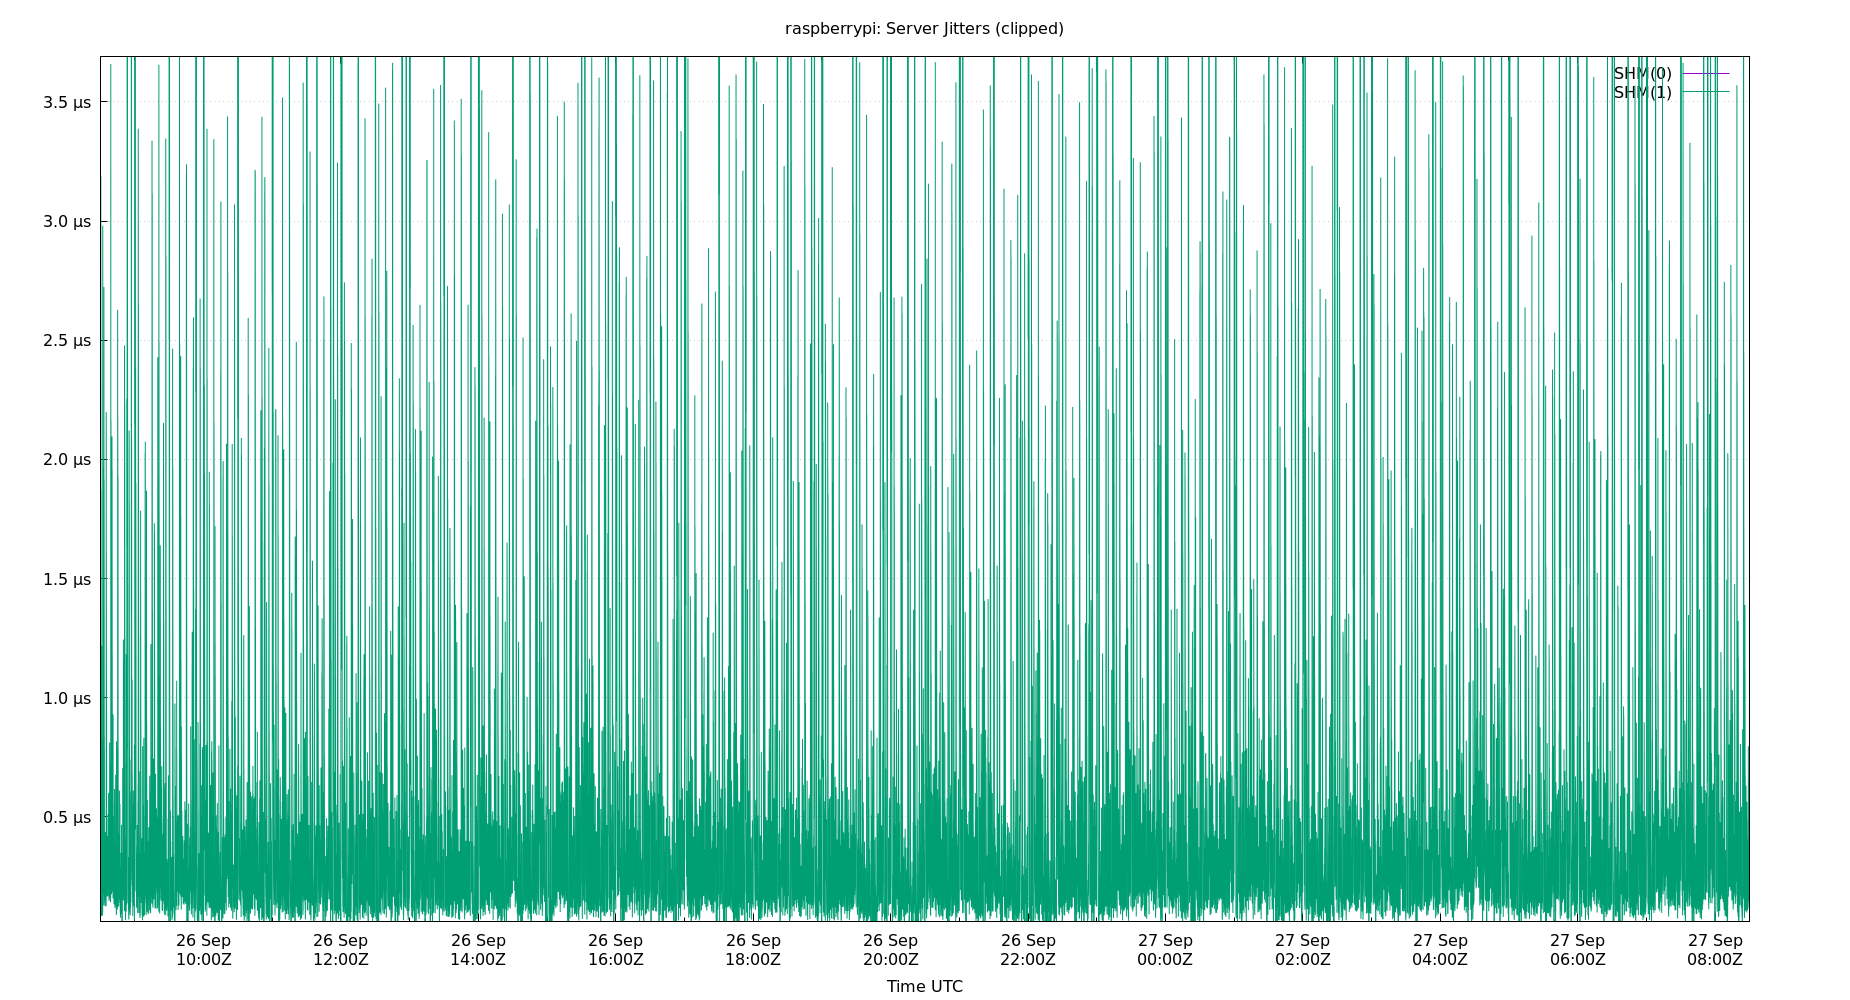 raspberrypi: Server Jitters (clipped)
SHM(0)
SHM(1)
3.5 µs
3.0 µs
2.5 µs
2.0 µs
1.5 µs
1.0 µs
0.5 µs
26 Sep 26 Sep 26 Sep 26 Sep 26 Sep 26 Sep 26 Sep 27 Sep 27 Sep 27 Sep 27 Sep 27 Sep
10:00Z 12:00Z 14:00Z 16:00Z 18:00Z 20:00Z 22:00Z 00:00Z 02:00Z 04:00Z 06:00Z 08:00Z
Time UTC